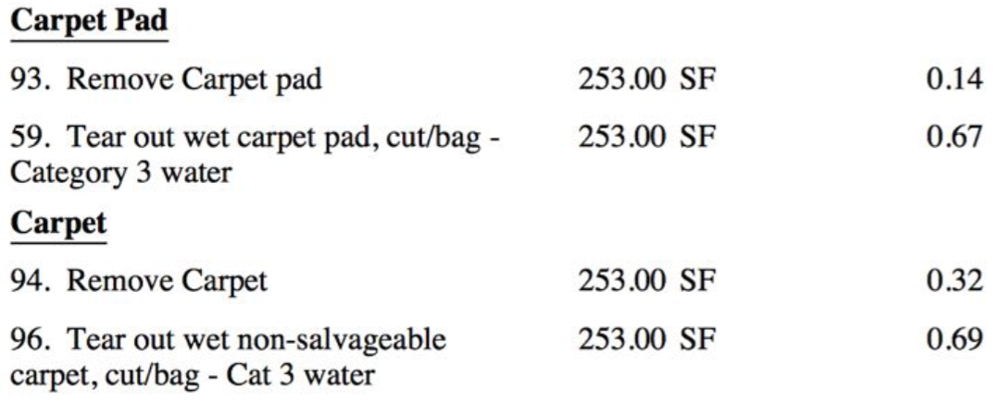 Carpet Pad
93. Remove Carpet pad 253.00 SF 0.14
59. Tear out wet carpet pad, cut/bag - 253.00 SF 0.67
Category 3 water
Carpet
94. Remove Carpet 253.00 SF 0.32
96. Tear out wet non-salvageable 253.00 SF 0.69
carpet, cut/bag - Cat 3 water